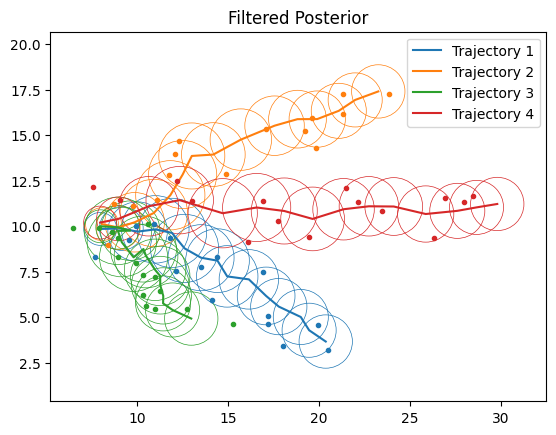 Filtered Posterior
Trajectory 1
Trajectory 2
Trajectory 3
Trajectory 4
20.0
17.5
15.0
12.5
10.0
7.5
5.0
2.5
10 15 20 25 30